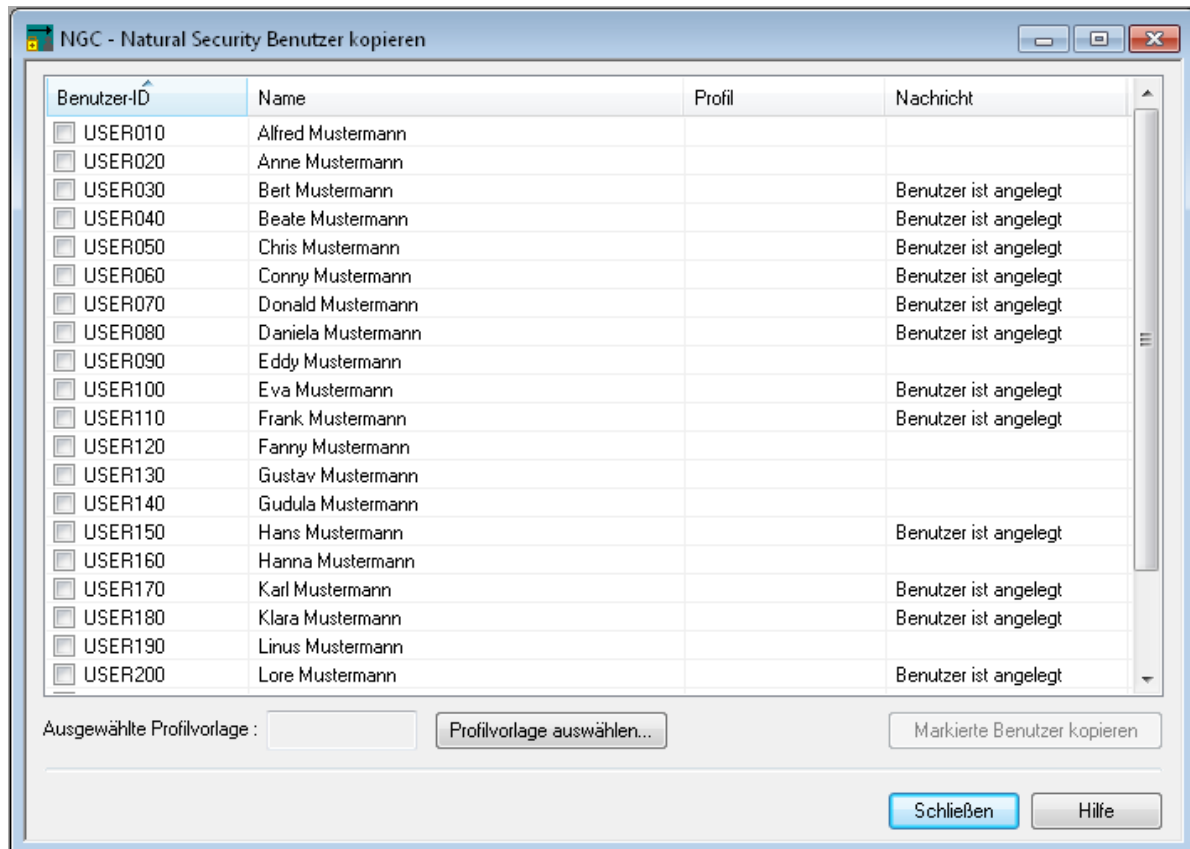 NGC - Natural Security Benutzer kopieren
Benutzer-ID Name Profil Nachricht
USER010 Alfred Mustermann
USER020 Anne Mustermann
USER030 Bert Mustermann Benutzer ist angelegt
USER040 Beate Mustermann Benutzer ist angelegt
USER050 Chris Mustermann Benutzer ist angelegt
USER060 Conny Mustermann Benutzer ist angelegt
USER070 Donald Mustermann Benutzer ist angelegt
USER080 Daniela Mustermann Benutzer ist angelegt
USER090 Eddy Mustermann
USER100 Eva Mustermann Benutzer ist angelegt
USER110 Frank Mustermann Benutzer ist angelegt
USER120 Fanny Mustermann
USER130 Gustav Mustermann
USER140 Gudula Mustermann
USER150 Hans Mustermann Benutzer ist angelegt
USER160 Hanna Mustermann
USER170 Karl Mustermann Benutzer ist angelegt
USER180 Klara Mustermann Benutzer ist angelegt
USER190 Linus Mustermann
USER200 Lore Mustermann Benutzer ist angelegt
Ausgewählte Profilvorlage : Profilvorlage auswählen... Markierte Benutzer kopieren
Schließen Hilfe